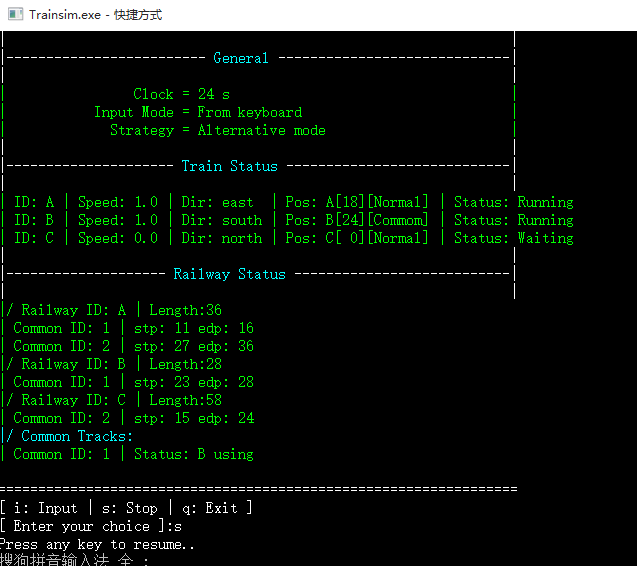 Trainsim.exe - 快捷方式
|------------------------- General -----------------------------|
| Clock = 24 s |
| Input Mode = From keyboard
| Strategy = Alternative mode |
|--------------------- Train Status ----------------------------|
| ID: A | Speed: 1.0 | Dir: east | Pos: A[18][Normal] | Status: Running
| ID: B | Speed: 1.0 | Dir: south | Pos: B[24][Commom] | Status: Running
| ID: C | Speed: 0.0 | Dir: north | Pos: C[ 0][Normal] | Status: Waiting
|-------------------- Railway Status ---------------------------|
|/ Railway ID: A | Length:36
| Common ID: 1 | stp: 11 edp: 16
| Common ID: 2 | stp: 27 edp: 36
|/ Railway ID: B | Length:28
| Common ID: 1 | stp: 23 edp: 28
|/ Railway ID: C | Length:58
| Common ID: 2 | stp: 15 edp: 24
|/ Common Tracks:
| Common ID: 1 | Status: B using
================================================================
[ i: Input | s: Stop | q: Exit ]
[ Enter your choice ]:s
Press any key to resume..
搜狗拼音输入法 全 :